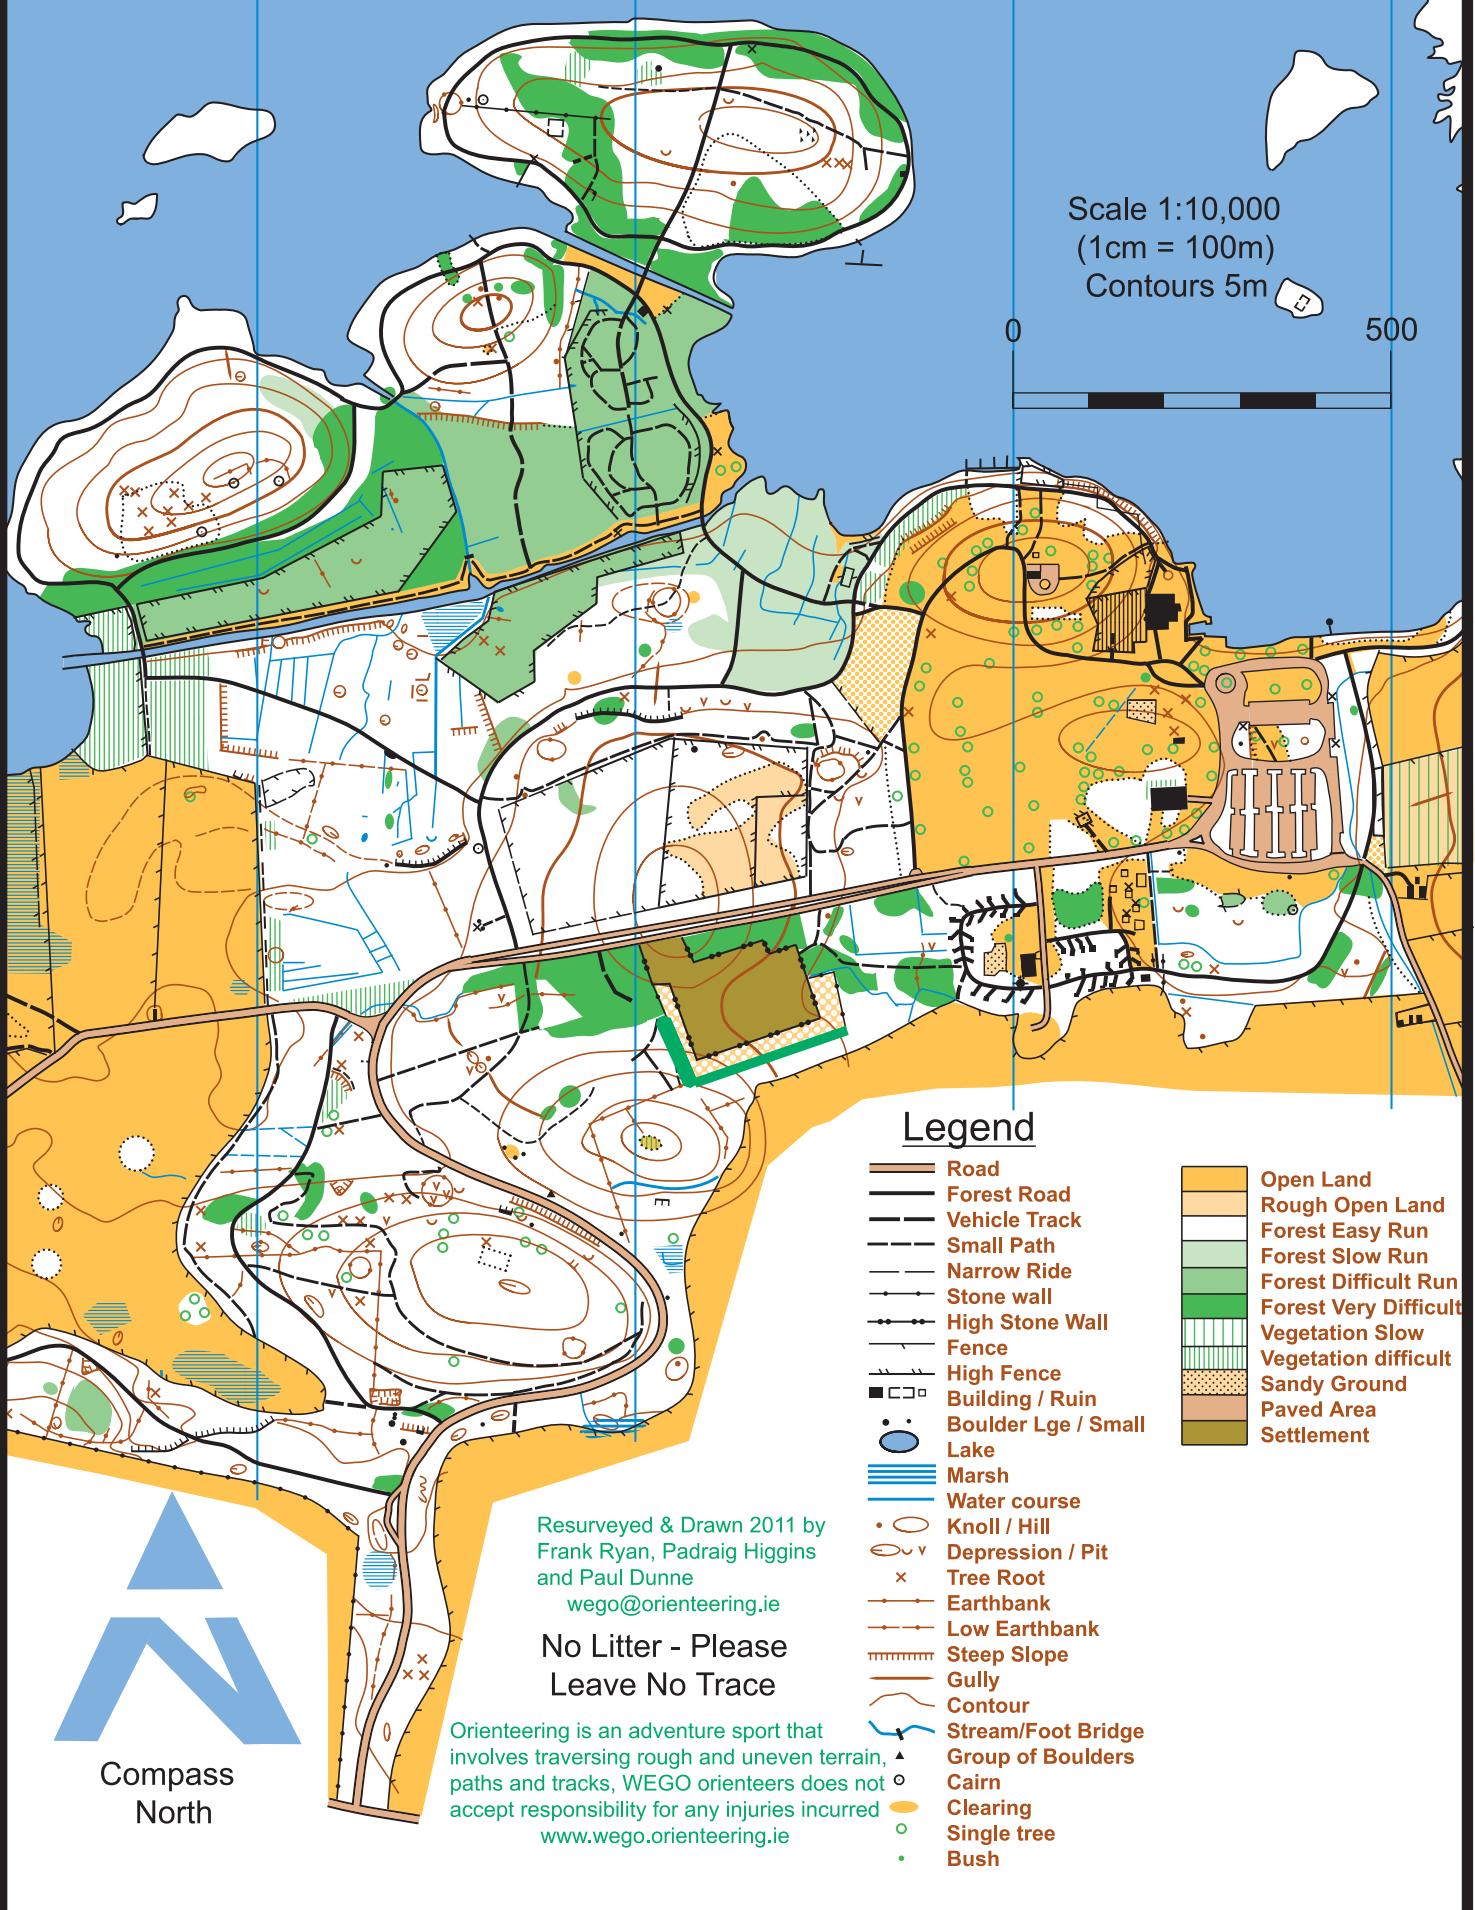 Scale 1:10,000
(1cm = 100m)
Contours 5m
0
500
Legend
Road
Forest Road
Vehicle Track
Small Path
Narrow Ride
Stone wall
High Stone Wall
Fence
High Fence
Building / Ruin
Boulder Lge / Small
Lake
Marsh
Water course
Knoll / Hill
Depression / Pit
Tree Root
Earthbank
Low Earthbank
Steep Slope
Gully
Contour
Stream/Foot Bridge
Group of Boulders
Cairn
Clearing
Single tree
Bush
Open Land
Rough Open Land
Forest Easy Run
Forest Slow Run
Forest Difficult Run
Forest Very Difficult
Vegetation Slow
Vegetation difficult
Sandy Ground
Paved Area
Settlement
Resurveyed & Drawn 2011 by
Frank Ryan, Padraig Higgins
and Paul Dunne
wego@orienteering.ie
No Litter - Please
Leave No Trace
Orienteering is an adventure sport that
involves traversing rough and uneven terrain,
paths and tracks, WEGO orienteers does not
accept responsibility for any injuries incurred
www.wego.orienteering.ie
N
Compass
North